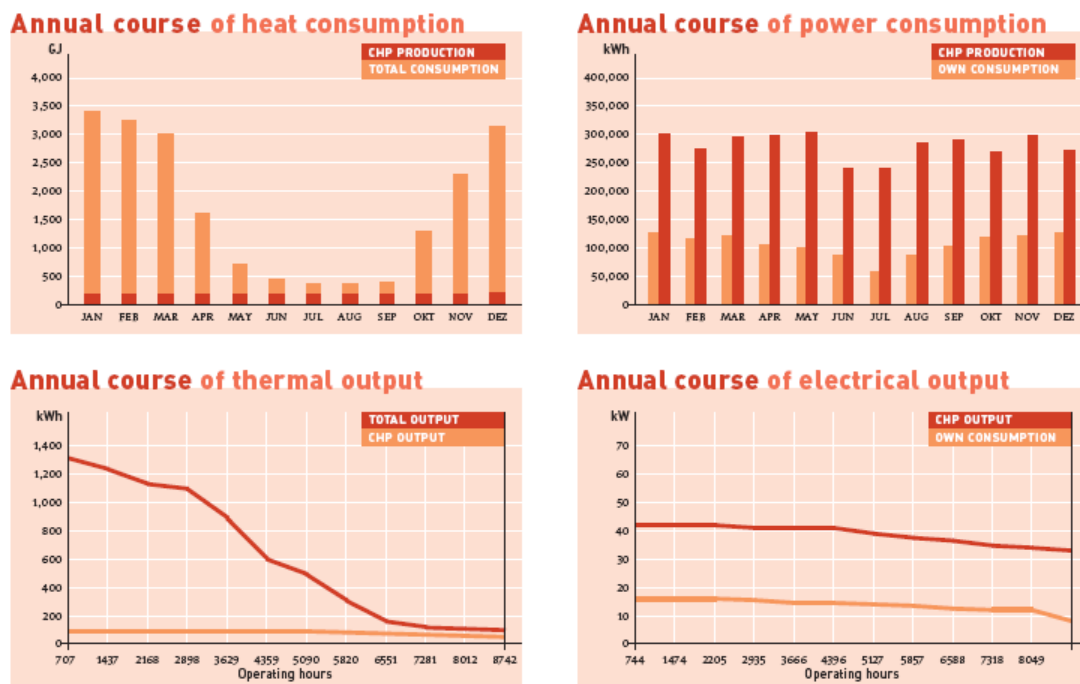 Annual course of heat consumption
GJ
CHP PRODUCTION
TOTAL CONSUMPTION
4,000
3,500
3,000
2,500
2,000
1,500
1,000
500
0
JAN FEB MAR APR MAY JUN JUL AUG SEP OKT NOV DEZ
Annual course of power consumption
kWh
CHP PRODUCTION
OWN CONSUMPTION
400,000
350,000
300,000
250,000
200,000
150,000
100,000
50,000
0
JAN FEB MAR APR MAY JUN JUL AUG SEP OKT NOV DEZ
Annual course of thermal output
kWh
TOTAL OUTPUT
CHP OUTPUT
1,400
1,200
1,000
800
600
400
200
0
707 1437 2168 2898 3629 4359 5090 5820 6551 7281 8012 8742
Operating hours
Annual course of electrical output
kW
CHP OUTPUT
OWN CONSUMPTION
70
60
50
40
30
20
10
0
744 1474 2205 2935 3666 4396 5127 5857 6588 7318 8049
Operating hours